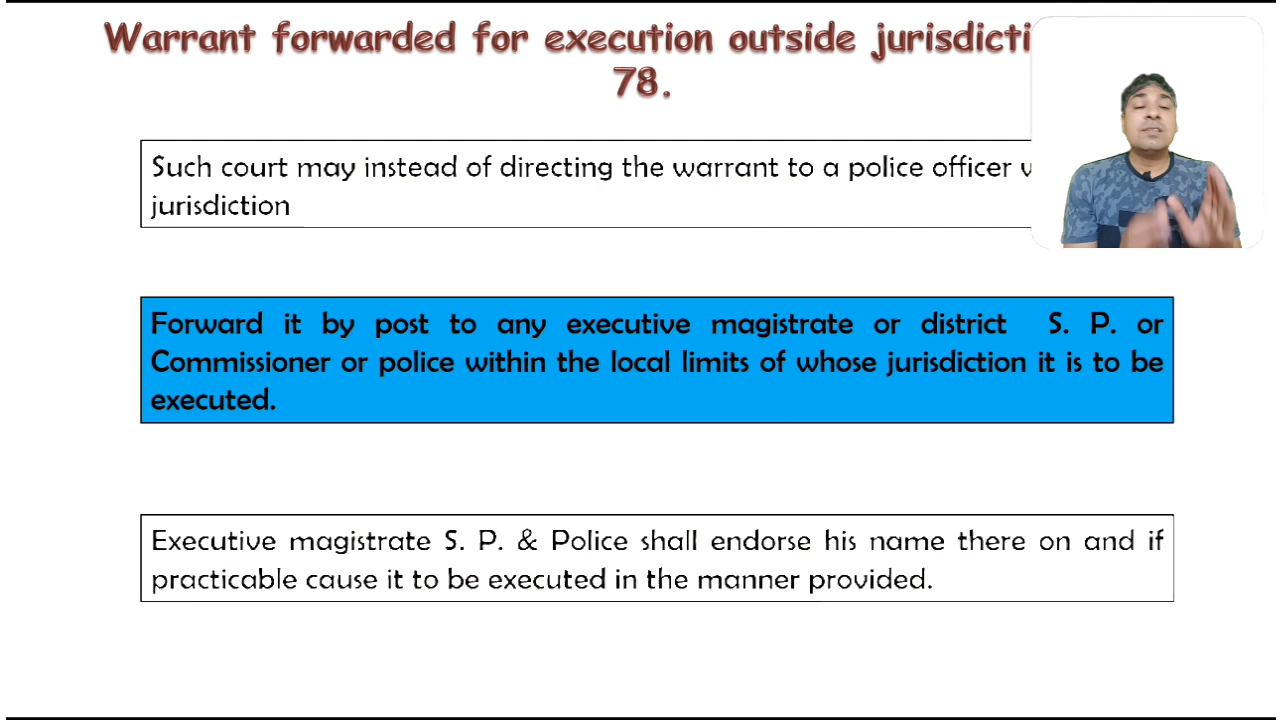 Warrant forwarded for execution outside
78.
Such court may instead of directing the warrant to a police officer
jurisdiction
Forward it by post to any executive magistrate or district S. P. or
Commissioner or police within the local limits of whose jurisdiction it is to be
executed.
Executive magistrate S. P. & Police shall endorse his name there on and if
practicable cause it to be executed in the manner provided.